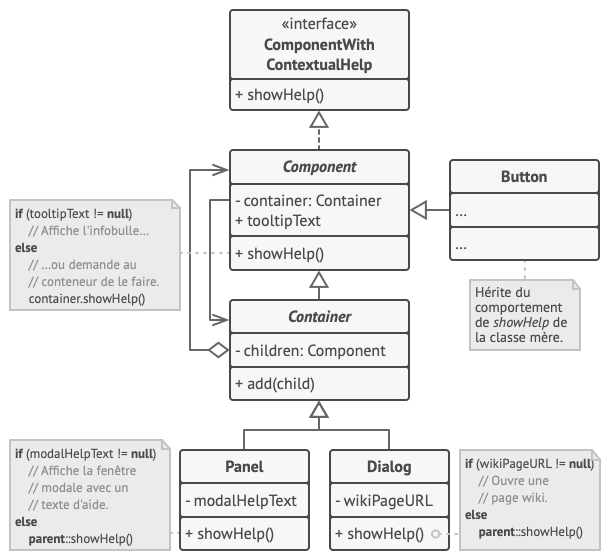 «interface»
ComponentWith
ContextualHelp
+ showHelp()
Component
- container: Container
+ tooltipText
+ showHelp()
Button
...
...
if (tooltipText != null)
// Affiche l'infobulle...
else
// ...ou demande au
// conteneur de le faire.
container.showHelp()
Hérite du
comportement
de showHelp de
la classe mère.
Container
- children: Component
+ add(child)
if (modalHelpText != null)
// Affiche la fenêtre
// modale avec un
// texte d'aide.
else
parent::showHelp()
Panel
- modalHelpText
+ showHelp()
Dialog
- wikiPageURL
+ showHelp()
if (wikiPageURL != null)
// Ouvre une
// page wiki.
else
parent::showHelp()